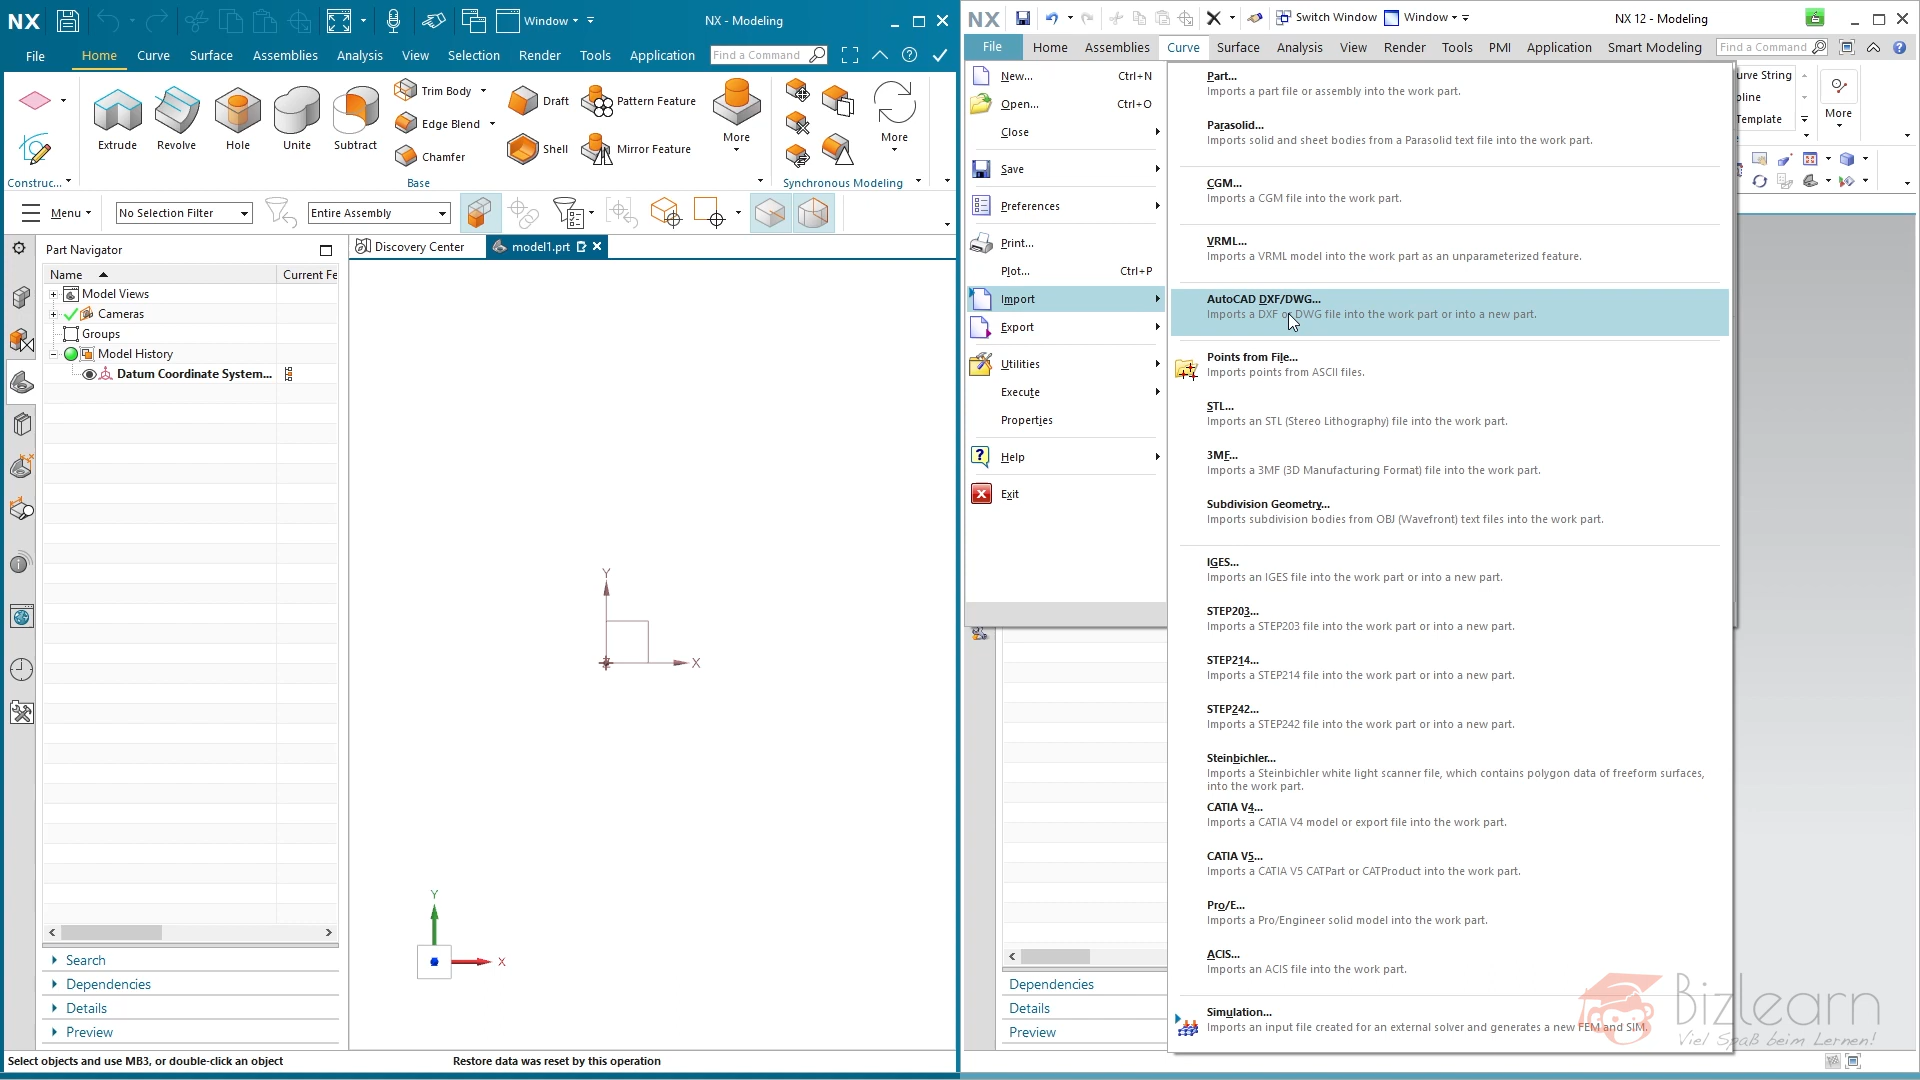 NX
Window
NX - Modeling
File
Home
Curve
Surface
Assemblies
Analysis
View
Selection
Render
Tools
Application
Find a Command
Extrude
Revolve
Hole
Unite
Subtract
Trim Body
Edge Blend
Chamfer
Draft
Shell
Pattern Feature
Mirror Feature
More
More
Construc...
Base
Synchronous Modeling
Menu
No Selection Filter
Entire Assembly
Part Navigator
Discovery Center
model1.prt
Name
Current Fe
Model Views
Cameras
Groups
Model History
Datum Coordinate System...
Y
X
Y
X
Search
Dependencies
Details
Preview
Select objects and use MB3, or double-click an object
Restore data was reset by this operation
NX
Switch Window
Window
NX 12 - Modeling
File
Home
Assemblies
Curve
Surface
Analysis
View
Render
Tools
PMI
Application
Smart Modeling
Find a Command
urve String
pline
Template
More
New...
Ctrl+N
Open...
Ctrl+O
Close
Save
Preferences
Print...
Plot...
Ctrl+P
Import
Export
Utilities
Execute
Properties
Help
Exit
Part...
Imports a part file or assembly into the work part.
Parasolid...
Imports solid and sheet bodies from a Parasolid text file into the work part.
CGM...
Imports a CGM file into the work part.
VRML...
Imports a VRML model into the work part as an unparameterized feature.
AutoCAD DXF/DWG...
Imports a DXF or DWG file into the work part or into a new part.
Points from File...
Imports points from ASCII files.
STL...
Imports an STL (Stereo Lithography) file into the work part.
3MF...
Imports a 3MF (3D Manufacturing Format) file into the work part.
Subdivision Geometry...
Imports subdivision bodies from OBJ (Wavefront) text files into the work part.
IGES...
Imports an IGES file into the work part or into a new part.
STEP203...
Imports a STEP203 file into the work part or into a new part.
STEP214...
Imports a STEP214 file into the work part or into a new part.
STEP242...
Imports a STEP242 file into the work part or into a new part.
Steinbichler...
Imports a Steinbichler white light scanner file, which contains polygon data of freeform surfaces,
into the work part.
CATIA V4...
Imports a CATIA V4 model or export file into the work part.
CATIA V5...
Imports a CATIA V5 CATPart or CATProduct into the work part.
Pro/E...
Imports a Pro/Engineer solid model into the work part.
ACIS...
Imports an ACIS file into the work part.
Simulation...
Imports an input file created for an external solver and generates a new FEM and SIM.
Dependencies
Details
Preview
Bizlearn
Viel Spaß beim Lernen!